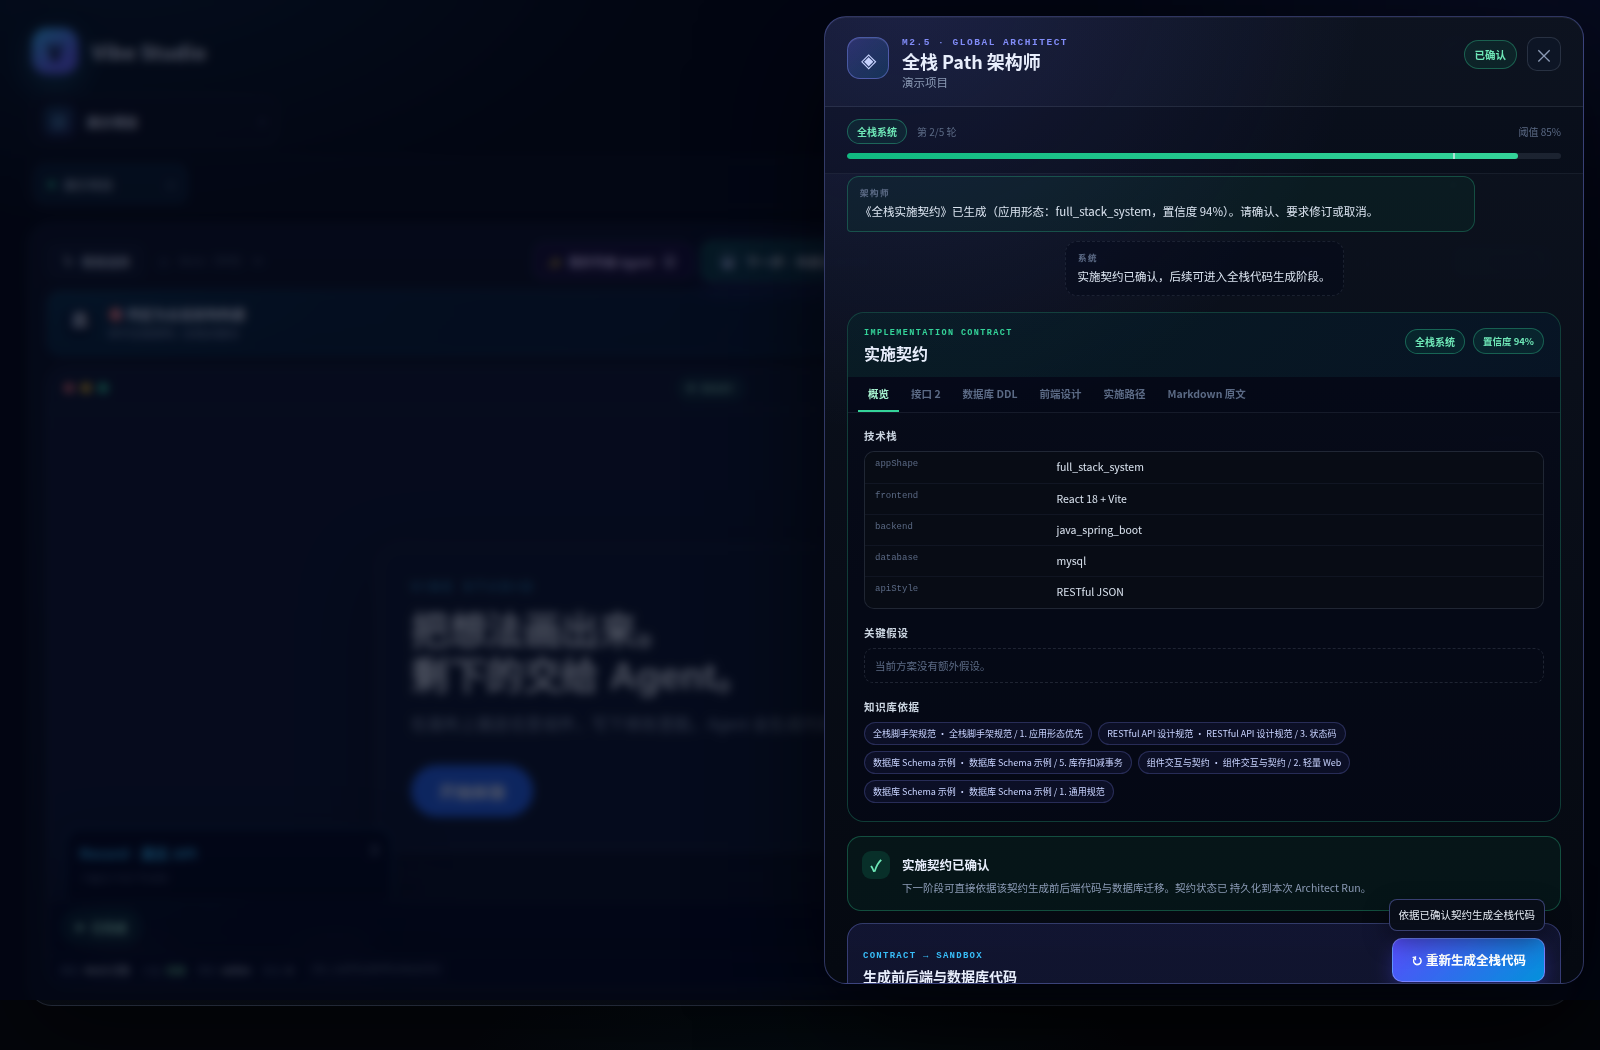 M2.5 · GLOBAL ARCHITECT
全栈 Path 架构师
演示项目
已确认
全栈系统
第 2/5 轮
阈值 85%
架构师
《全栈实施契约》已生成（应用形态：full_stack_system，置信度 94%）。请确认、要求修订或取消。
系统
实施契约已确认，后续可进入全栈代码生成阶段。
IMPLEMENTATION CONTRACT
实施契约
全栈系统
置信度 94%
概览
接口 2
数据库 DDL
前端设计
实施路径
Markdown 原文
技术栈
appShape full_stack_system
frontend React 18 + Vite
backend java_spring_boot
database mysql
apiStyle RESTful JSON
关键假设
当前方案没有额外假设。
知识库依据
全栈脚手架规范 · 全栈脚手架规范 / 1. 应用形态优先
RESTful API 设计规范 · RESTful API 设计规范 / 3. 状态码
数据库 Schema 示例 · 数据库 Schema 示例 / 5. 库存扣减事务
组件交互与契约 · 组件交互与契约 / 2. 轻量 Web
数据库 Schema 示例 · 数据库 Schema 示例 / 1. 通用规范
✓ 实施契约已确认
下一阶段可直接依据该契约生成前后端代码与数据库迁移。契约状态已 持久化到本次 Architect Run。
依据已确认契约生成全栈代码
CONTRACT → SANDBOX
生成前后端与数据库代码
↻ 重新生成全栈代码
Vibe Studio
把想法画出来。
剩下的交给 Agent。